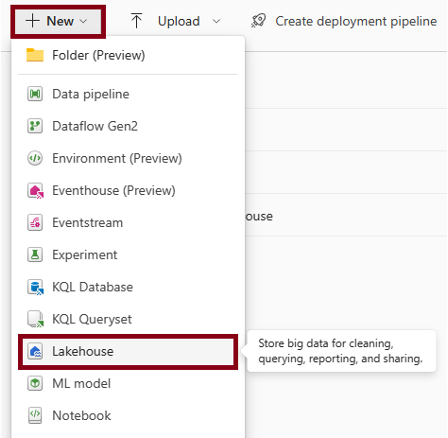 New Upload Create deployment pipeline
Folder (Preview)
Data pipeline
Dataflow Gen2
Environment (Preview)
Eventhouse (Preview)
ouse
Eventstream
Experiment
KQL Database
KQL Queryset
Lakehouse
Store big data for cleaning,
querying, reporting, and sharing.
ML model
Notebook